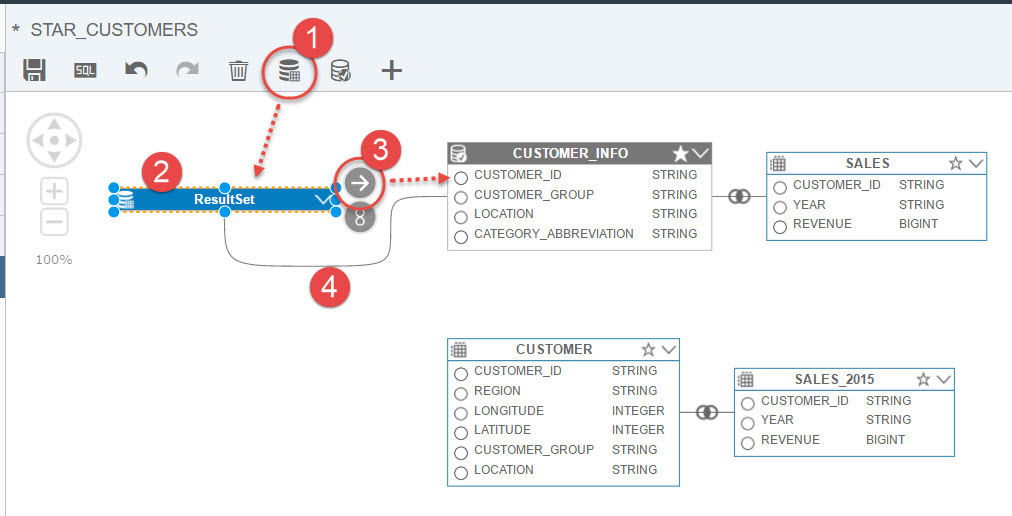 * STAR_CUSTOMERS
1
SQL
2
3
ResultSet
8
4
100%
CUSTOMER_INFO
CUSTOMER_ID STRING
CUSTOMER_GROUP STRING
LOCATION STRING
CATEGORY_ABBREVIATION STRING
SALES
CUSTOMER_ID STRING
YEAR STRING
REVENUE BIGINT
CUSTOMER
CUSTOMER_ID STRING
REGION STRING
LONGITUDE INTEGER
LATITUDE INTEGER
CUSTOMER_GROUP STRING
LOCATION STRING
SALES_2015
CUSTOMER_ID STRING
YEAR STRING
REVENUE BIGINT